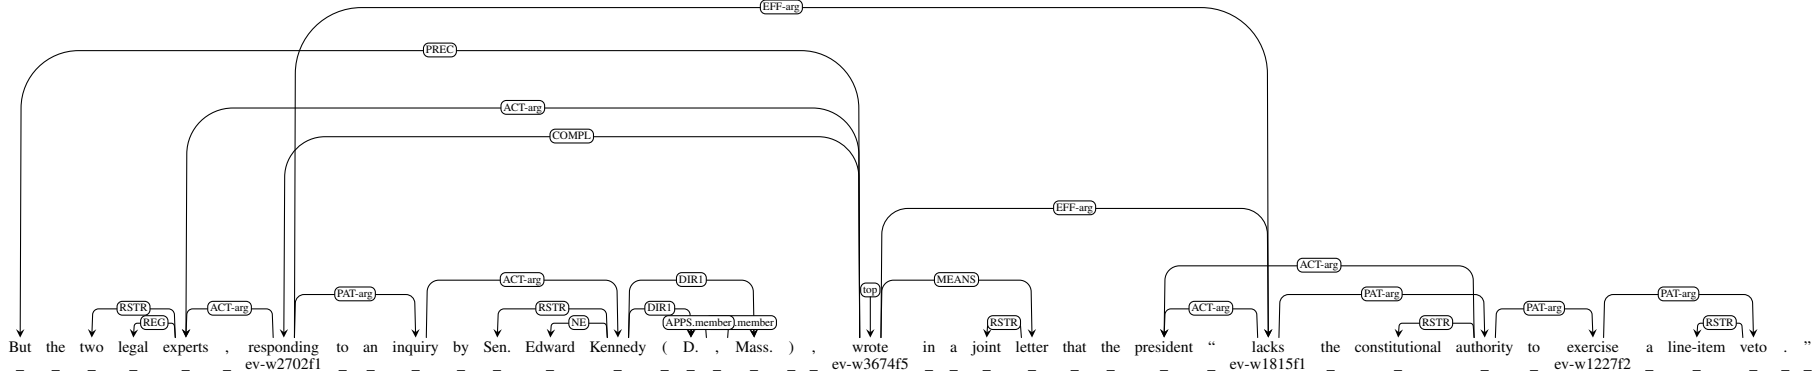 EFF-arg
PREC
ACT-arg
COMPL
EFF-arg
ACT-arg
DIR1
MEANS
ACT-arg
top
PAT-arg
PAT-arg
PAT-arg
RSTR
ACT-arg
RSTR
DIR1
ACT-arg
PAT-arg
REG
NE
APPS.member
.member
RSTR
RSTR
RSTR
But the two legal experts , responding to an inquiry by Sen. Edward Kennedy ( D. , Mass. ) , wrote in a joint letter that the president “ lacks the constitutional authority to exercise a line-item veto . ”
_ _ _ _ _ _ ev-w2702f1 _ _ _ _ _ _ _ _ _ _ _ _ _ ev-w3674f5 _ _ _ _ _ _ _ _ ev-w1815f1 _ _ _ _ ev-w1227f2 _ _ _ _ _